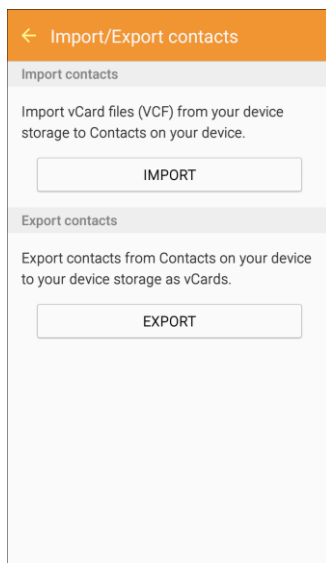 Import/Export contacts
Import contacts
Import vCard files (VCF) from your device
storage to Contacts on your device.
IMPORT
Export contacts
Export contacts from Contacts on your device
to your device storage as vCards.
EXPORT